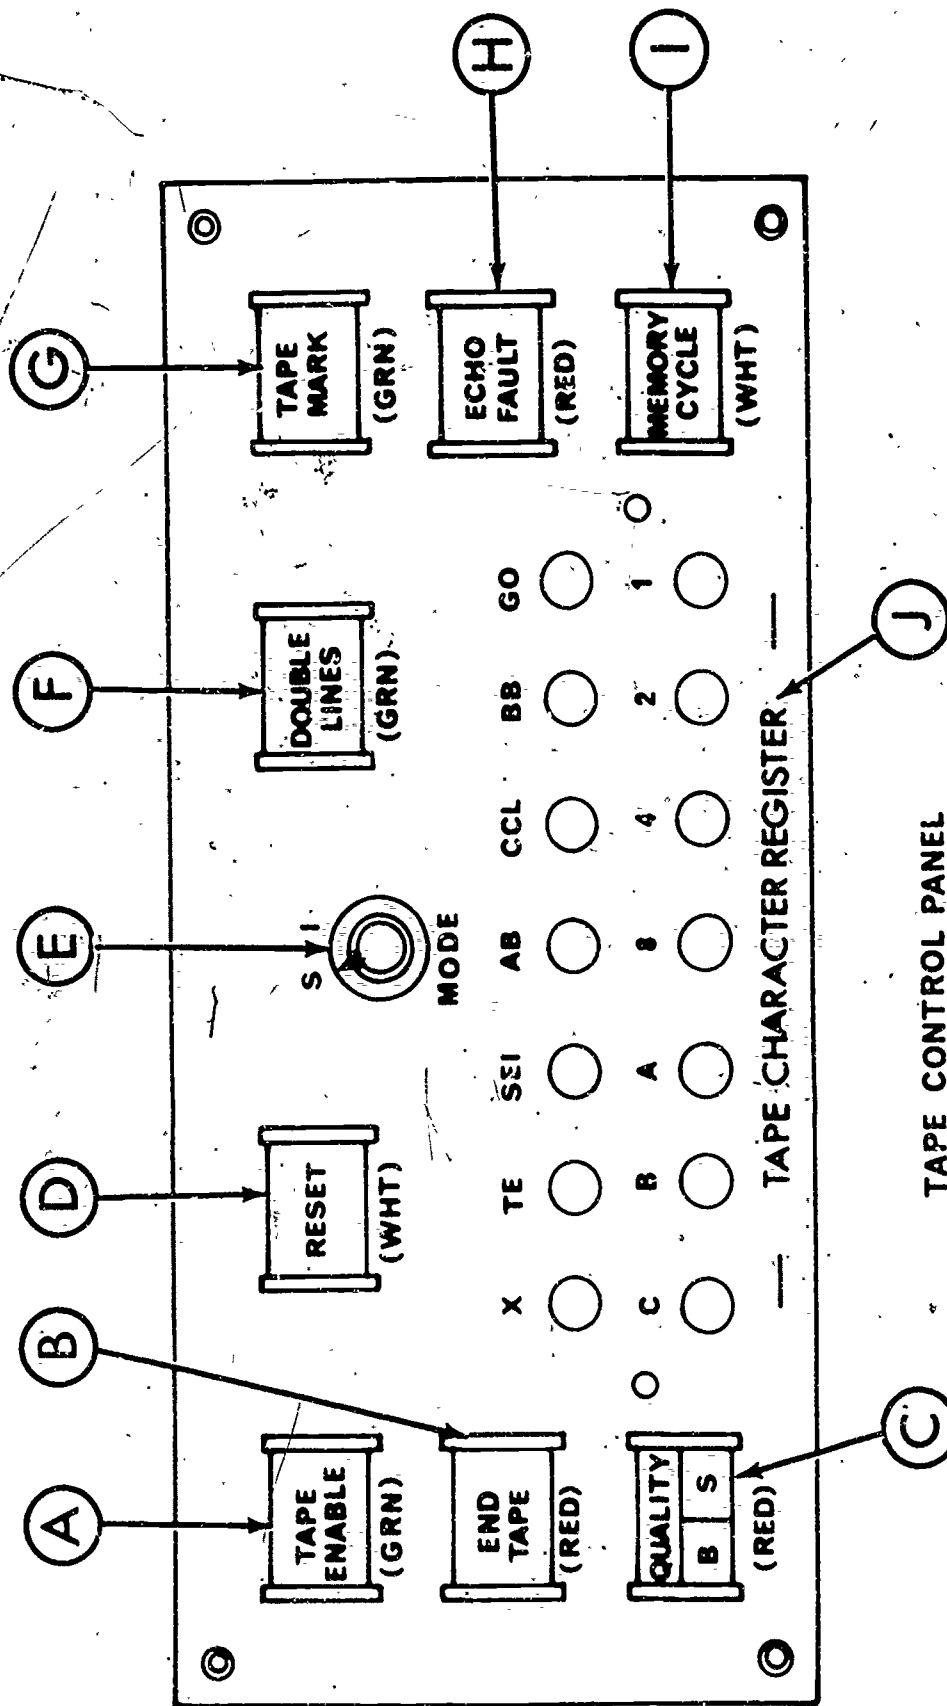 A
B
D
E
F
G
H
I
TAPE
ENABLE
(GRN)
RESET
(WHT)
S I
MODE
DOUBLE
LINES
(GRN)
TAPE
MARK
(GRN)
END
TAPE
(RED)
ECHO
FAULT
(RED)
X TE SEI AB CCL BB GO
QUALITY
B S
(RED)
C B A 8 4 2 1
MEMORY
CYCLE
(WHT)
— TAPE CHARACTER REGISTER —
C
J
TAPE CONTROL PANEL